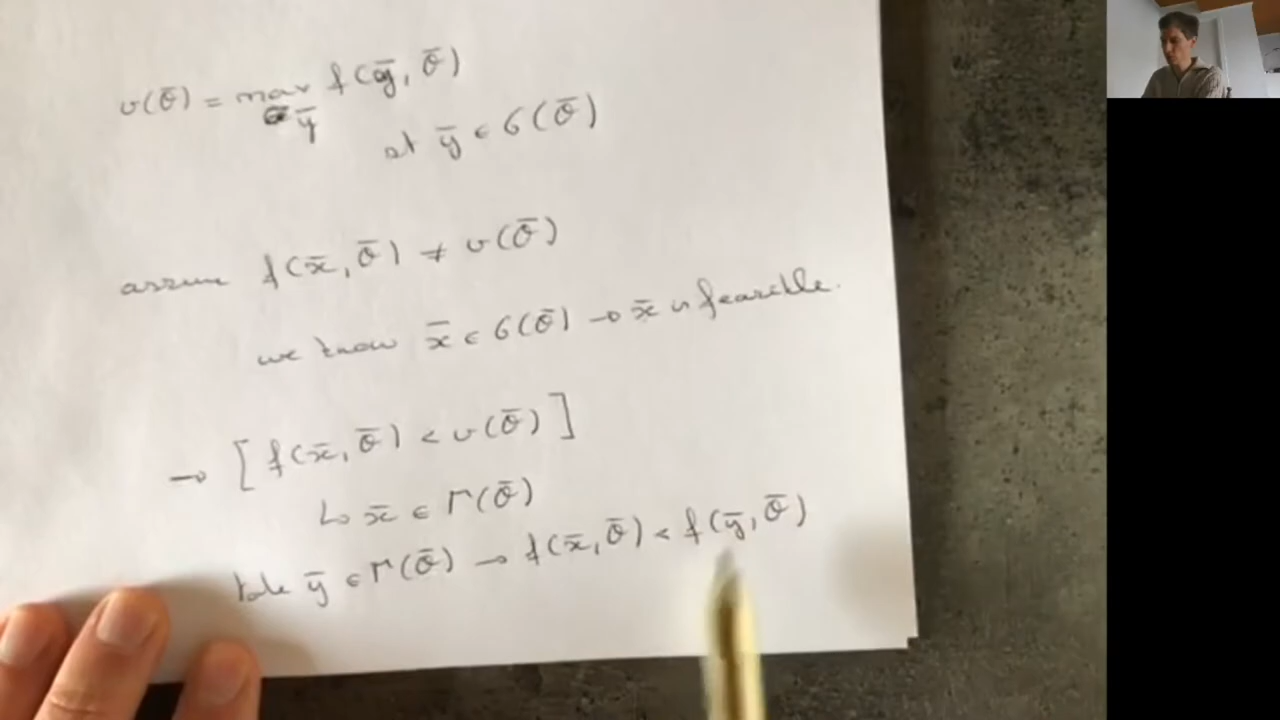 v(θ̄) = max f(ȳ, θ̄)
ȳ
st ȳ ∈ G(θ̄)
assume f(x̄, θ̄) ≠ v(θ̄)
we know x̄ ∈ G(θ̄) → x̄ is feasible.
→ [f(x̄, θ̄) < v(θ̄)]
↳ x̄ ∈ Γ(θ̄)
take ȳ ∈ Γ(θ̄) → f(x̄, θ̄) < f(ȳ, θ̄)